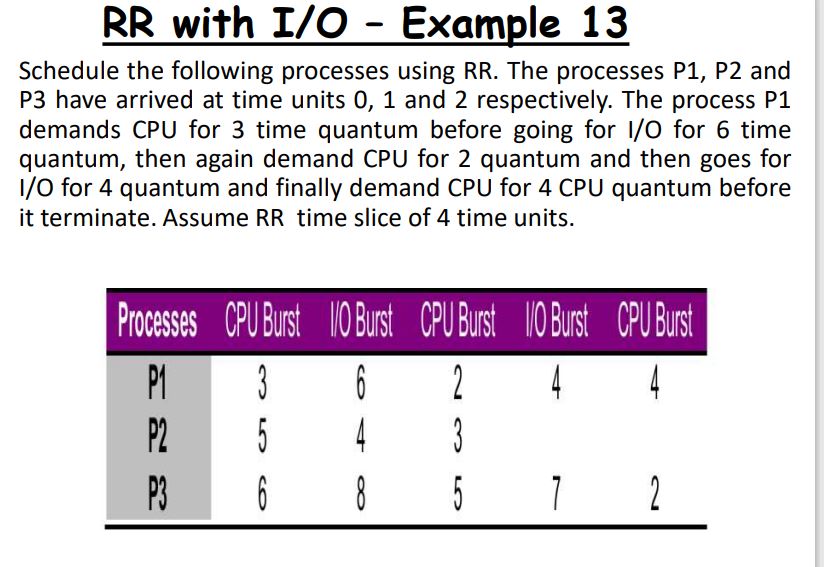 RR with I/O – Example 13
Schedule the following processes using RR. The processes P1, P2 and
P3 have arrived at time units 0, 1 and 2 respectively. The process P1
demands CPU for 3 time quantum before going for I/O for 6 time
quantum, then again demand CPU for 2 quantum and then goes for
I/O for 4 quantum and finally demand CPU for 4 CPU quantum before
it terminate. Assume RR time slice of 4 time units.
Processes CPU Burst I/O Burst CPU Burst I/O Burst CPU Burst
P1 3 6 2 4 4
P2 5 4 3
P3 6 8 5 7 2